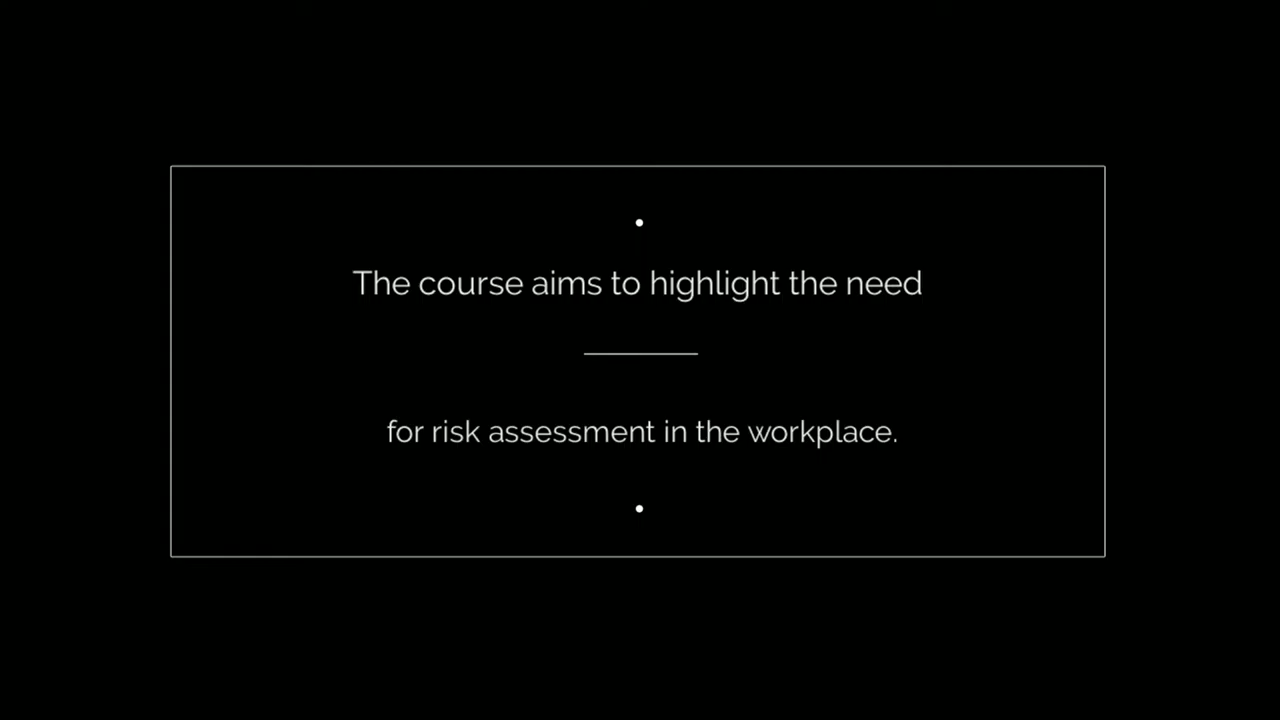 The course aims to highlight the need
for risk assessment in the workplace.